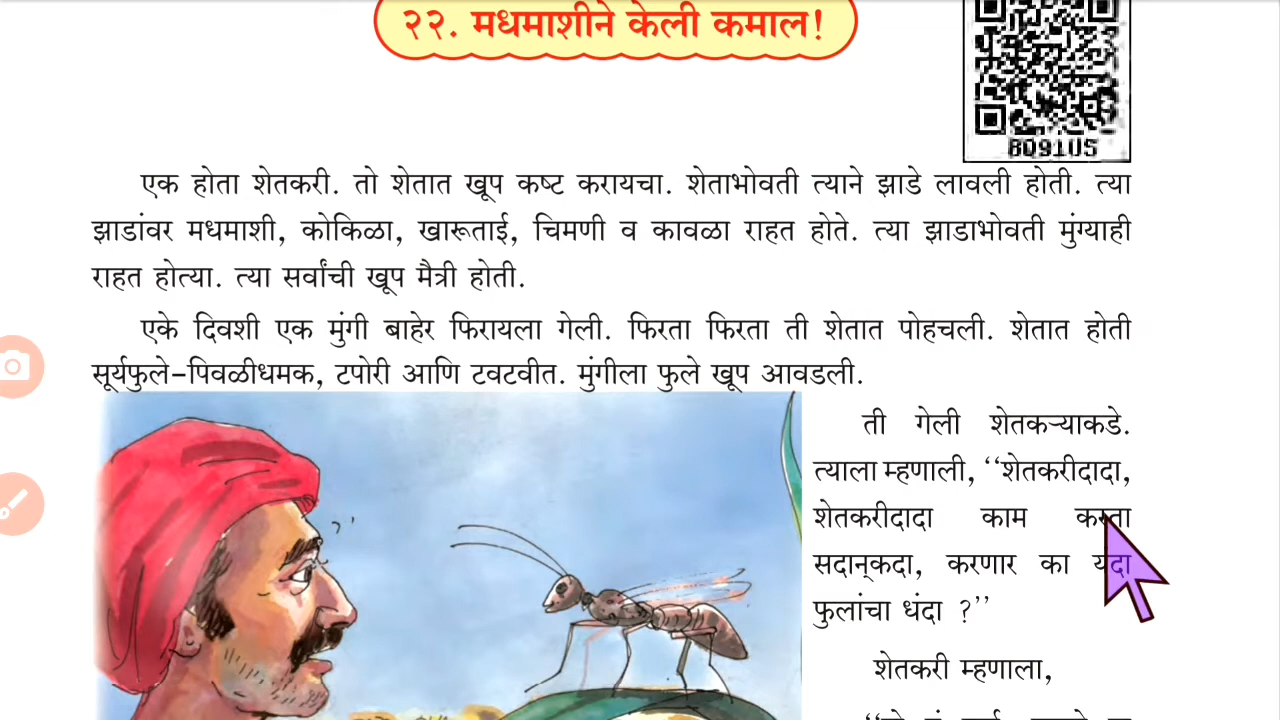 २२. मधमाशीने केली कमाल!
BQ91US
एक होता शेतकरी. तो शेतात खूप कष्ट करायचा. शेताभोवती त्याने झाडे लावली होती. त्या
झाडांवर मधमाशी, कोकिळा, खारूताई, चिमणी व कावळा राहत होते. त्या झाडाभोवती मुंग्याही
राहत होत्या. त्या सर्वांची खूप मैत्री होती.
एके दिवशी एक मुंगी बाहेर फिरायला गेली. फिरता फिरता ती शेतात पोहचली. शेतात होती
सूर्यफुले–पिवळीधमक, टपोरी आणि टवटवीत. मुंगीला फुले खूप आवडली.
ती गेली शेतकऱ्याकडे.
त्याला म्हणाली, ‘‘शेतकरीदादा,
शेतकरीदादा काम करता
सदान्‌कदा, करणार का यंदा
फुलांचा धंदा ?’’
शेतकरी म्हणाला,